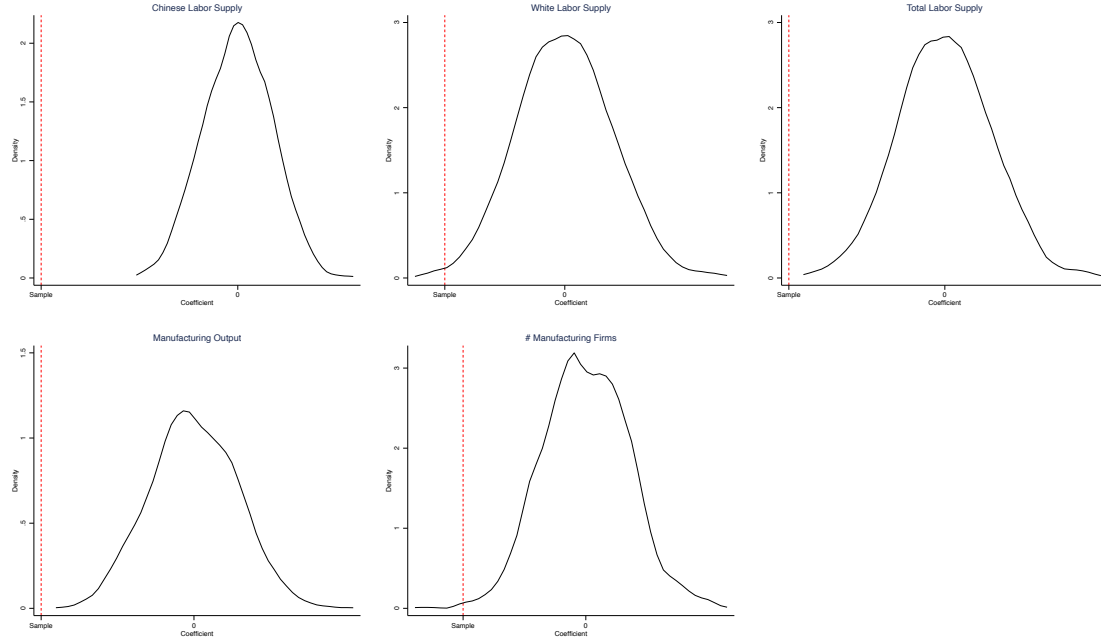 Chinese Labor Supply
Density
0
.5
1
1.5
2
Sample
0
Coefficient
White Labor Supply
Density
0
1
2
3
Sample
0
Coefficient
Total Labor Supply
Density
0
1
2
3
Sample
0
Coefficient
Manufacturing Output
Density
0
.5
1
1.5
Sample
0
Coefficient
# Manufacturing Firms
Density
0
1
2
3
Sample
0
Coefficient